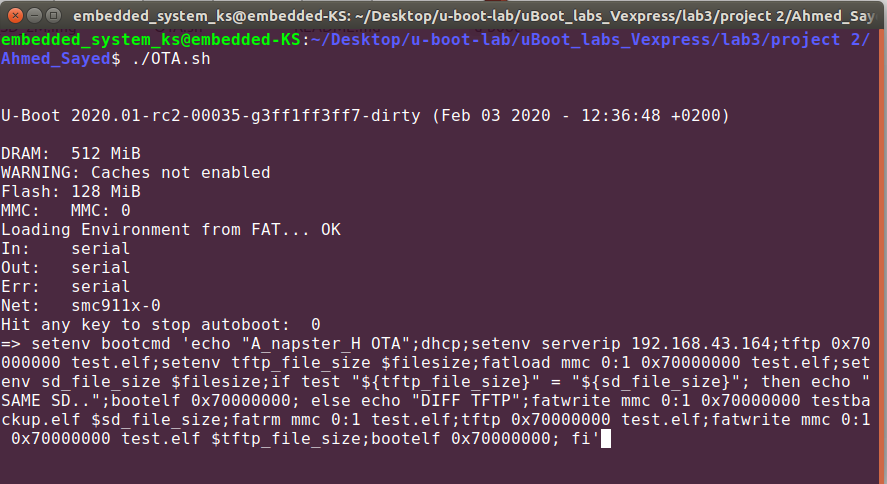 embedded_system_ks@embedded-KS: ~/Desktop/u-boot-lab/uBoot_labs_Vexpress/lab3/project 2/Ahmed_Saye
embedded_system_ks@embedded-KS:~/Desktop/u-boot-lab/uBoot_labs_Vexpress/lab3/project 2/
Ahmed_Sayed$ ./OTA.sh
U-Boot 2020.01-rc2-00035-g3ff1ff3ff7-dirty (Feb 03 2020 - 12:36:48 +0200)
DRAM:  512 MiB
WARNING: Caches not enabled
Flash: 128 MiB
MMC:   MMC: 0
Loading Environment from FAT... OK
In:    serial
Out:   serial
Err:   serial
Net:   smc911x-0
Hit any key to stop autoboot:  0
=> setenv bootcmd 'echo "A_napster_H OTA";dhcp;setenv serverip 192.168.43.164;tftp 0x70
000000 test.elf;setenv tftp_file_size $filesize;fatload mmc 0:1 0x70000000 test.elf;set
env sd_file_size $filesize;if test "${tftp_file_size}" = "${sd_file_size}"; then echo "
SAME SD..";bootelf 0x70000000; else echo "DIFF TFTP";fatwrite mmc 0:1 0x70000000 testba
ckup.elf $sd_file_size;fatrm mmc 0:1 test.elf;tftp 0x70000000 test.elf;fatwrite mmc 0:1
 0x70000000 test.elf $tftp_file_size;bootelf 0x70000000; fi'